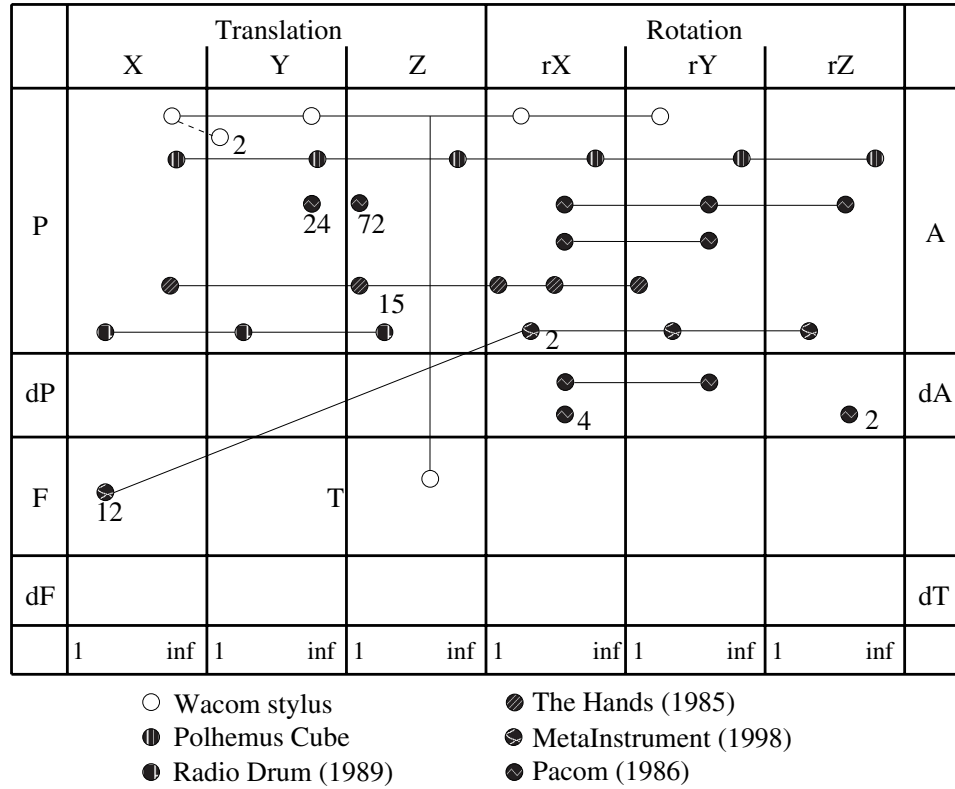 Translation Rotation
X Y Z rX rY rZ
2
24 72
P A
15
2
dP dA
4 2
F T
12
dF dT
1 inf 1 inf 1 inf 1 inf 1 inf 1 inf
Wacom stylus The Hands (1985)
Polhemus Cube MetaInstrument (1998)
Radio Drum (1989) Pacom (1986)